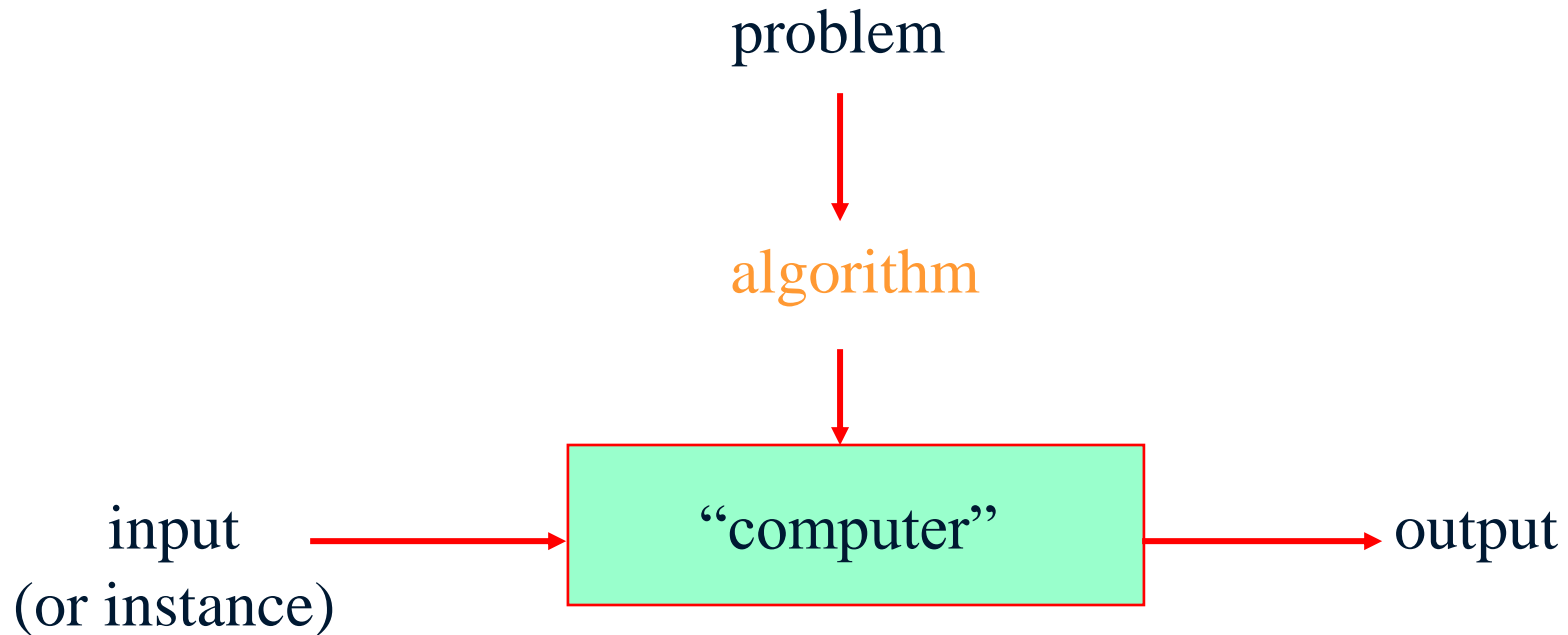 problem
algorithm
input
(or instance)
“computer”
output